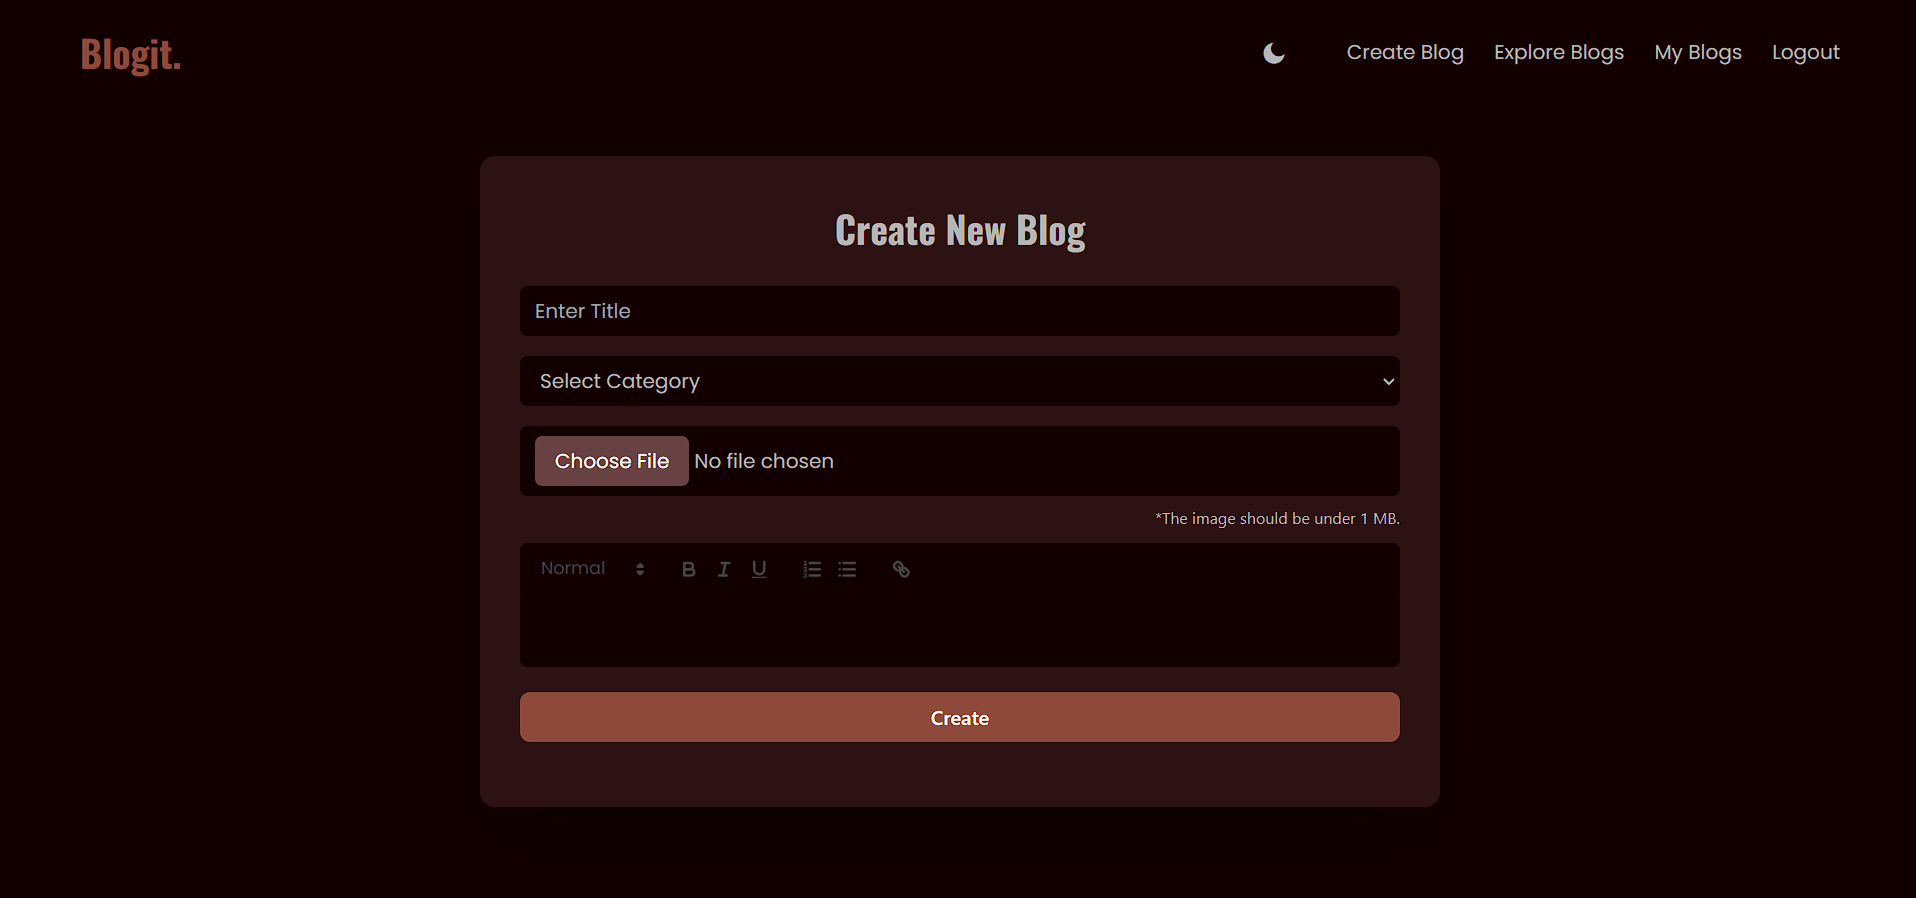 Blogit.
Create Blog Explore Blogs My Blogs Logout
Create New Blog
Enter Title
Select Category
Choose File No file chosen
*The image should be under 1 MB.
Normal B I U
Create